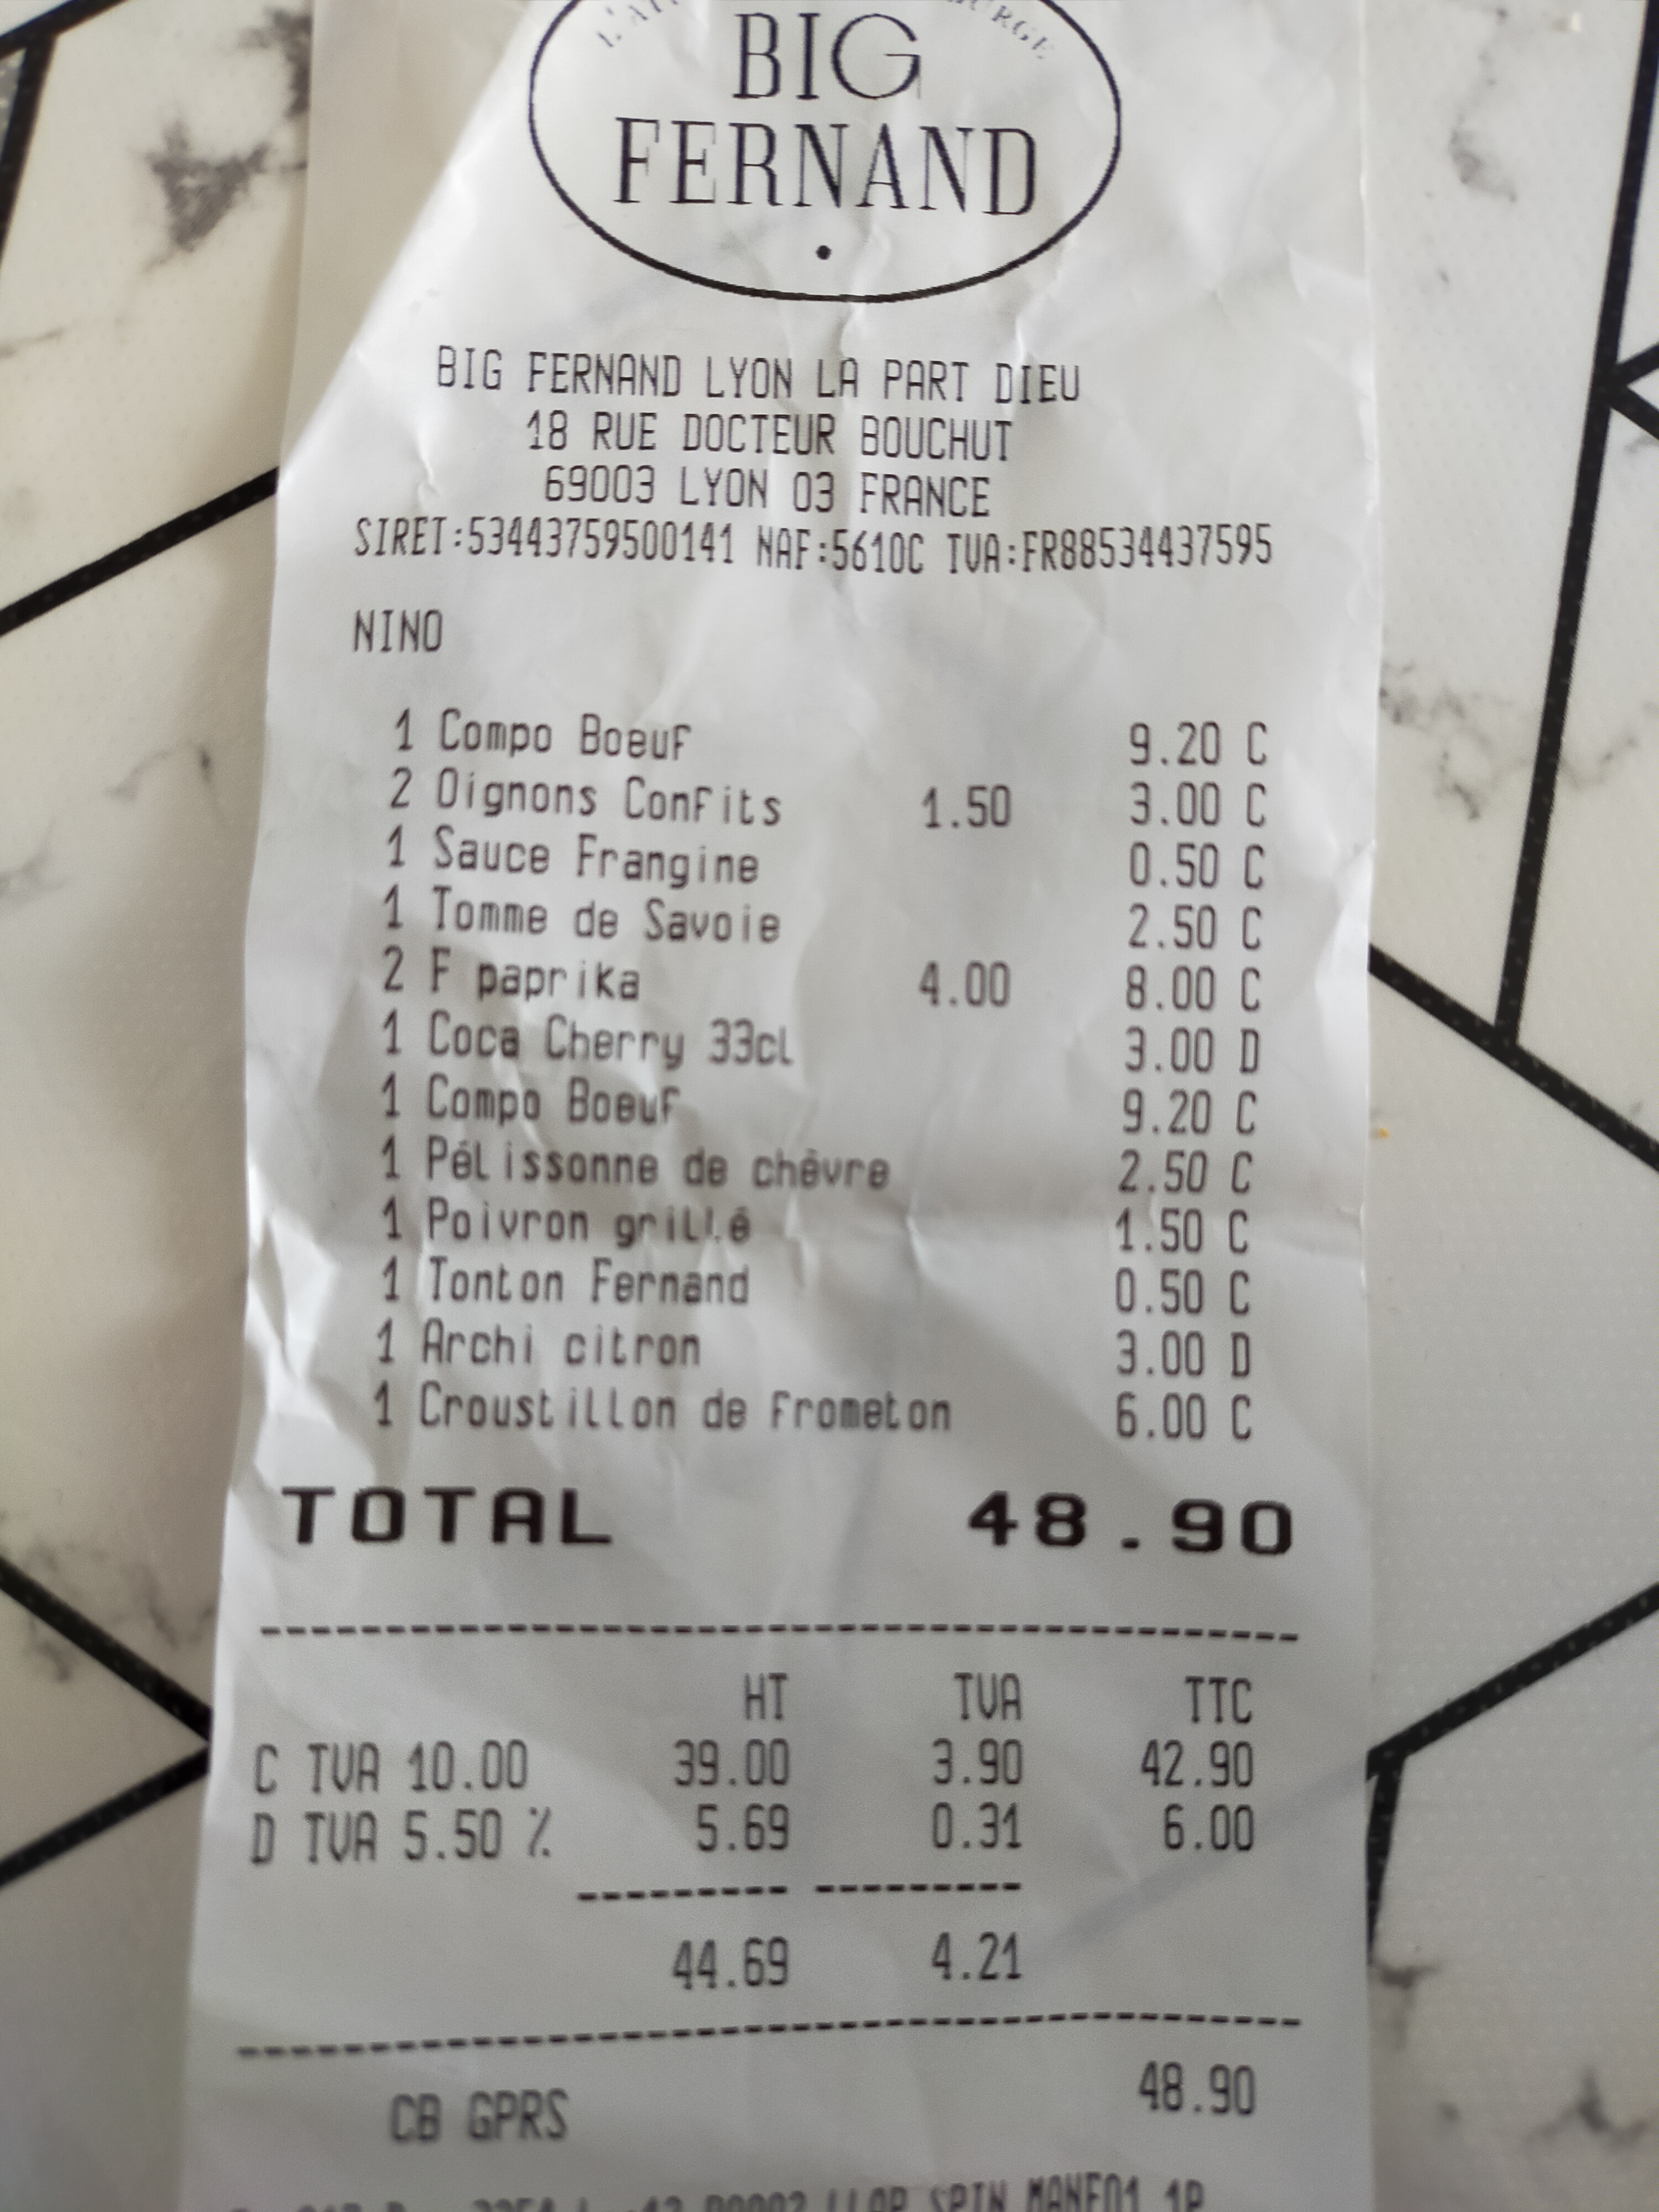 BIG
FERNAND
BIG FERNAND LYON LA PART DIEU
18 RUE DOCTEUR BOUCHUT
69003 LYON 03 FRANCE
SIRET:53443759500141 NAF:5610C TVA:FR88534437595
NINO
1 Compo Boeuf 9.20 C
2 Oignons Confits 1.50 3.00 C
1 Sauce Frangine 0.50 C
1 Tomme de Savoie 2.50 C
2 F paprika 4.00 8.00 C
1 Coca Cherry 33cl 3.00 D
1 Compo Boeuf 9.20 C
1 Pélissonne de chèvre 2.50 C
1 Poivron grillé 1.50 C
1 Tonton Fernand 0.50 C
1 Archi citron 3.00 D
1 Croustillon de frometon 6.00 C
TOTAL 48.90
HT TVA TTC
C TVA 10.00 39.00 3.90 42.90
D TVA 5.50 % 5.69 0.31 6.00
44.69 4.21
CB GPRS 48.90